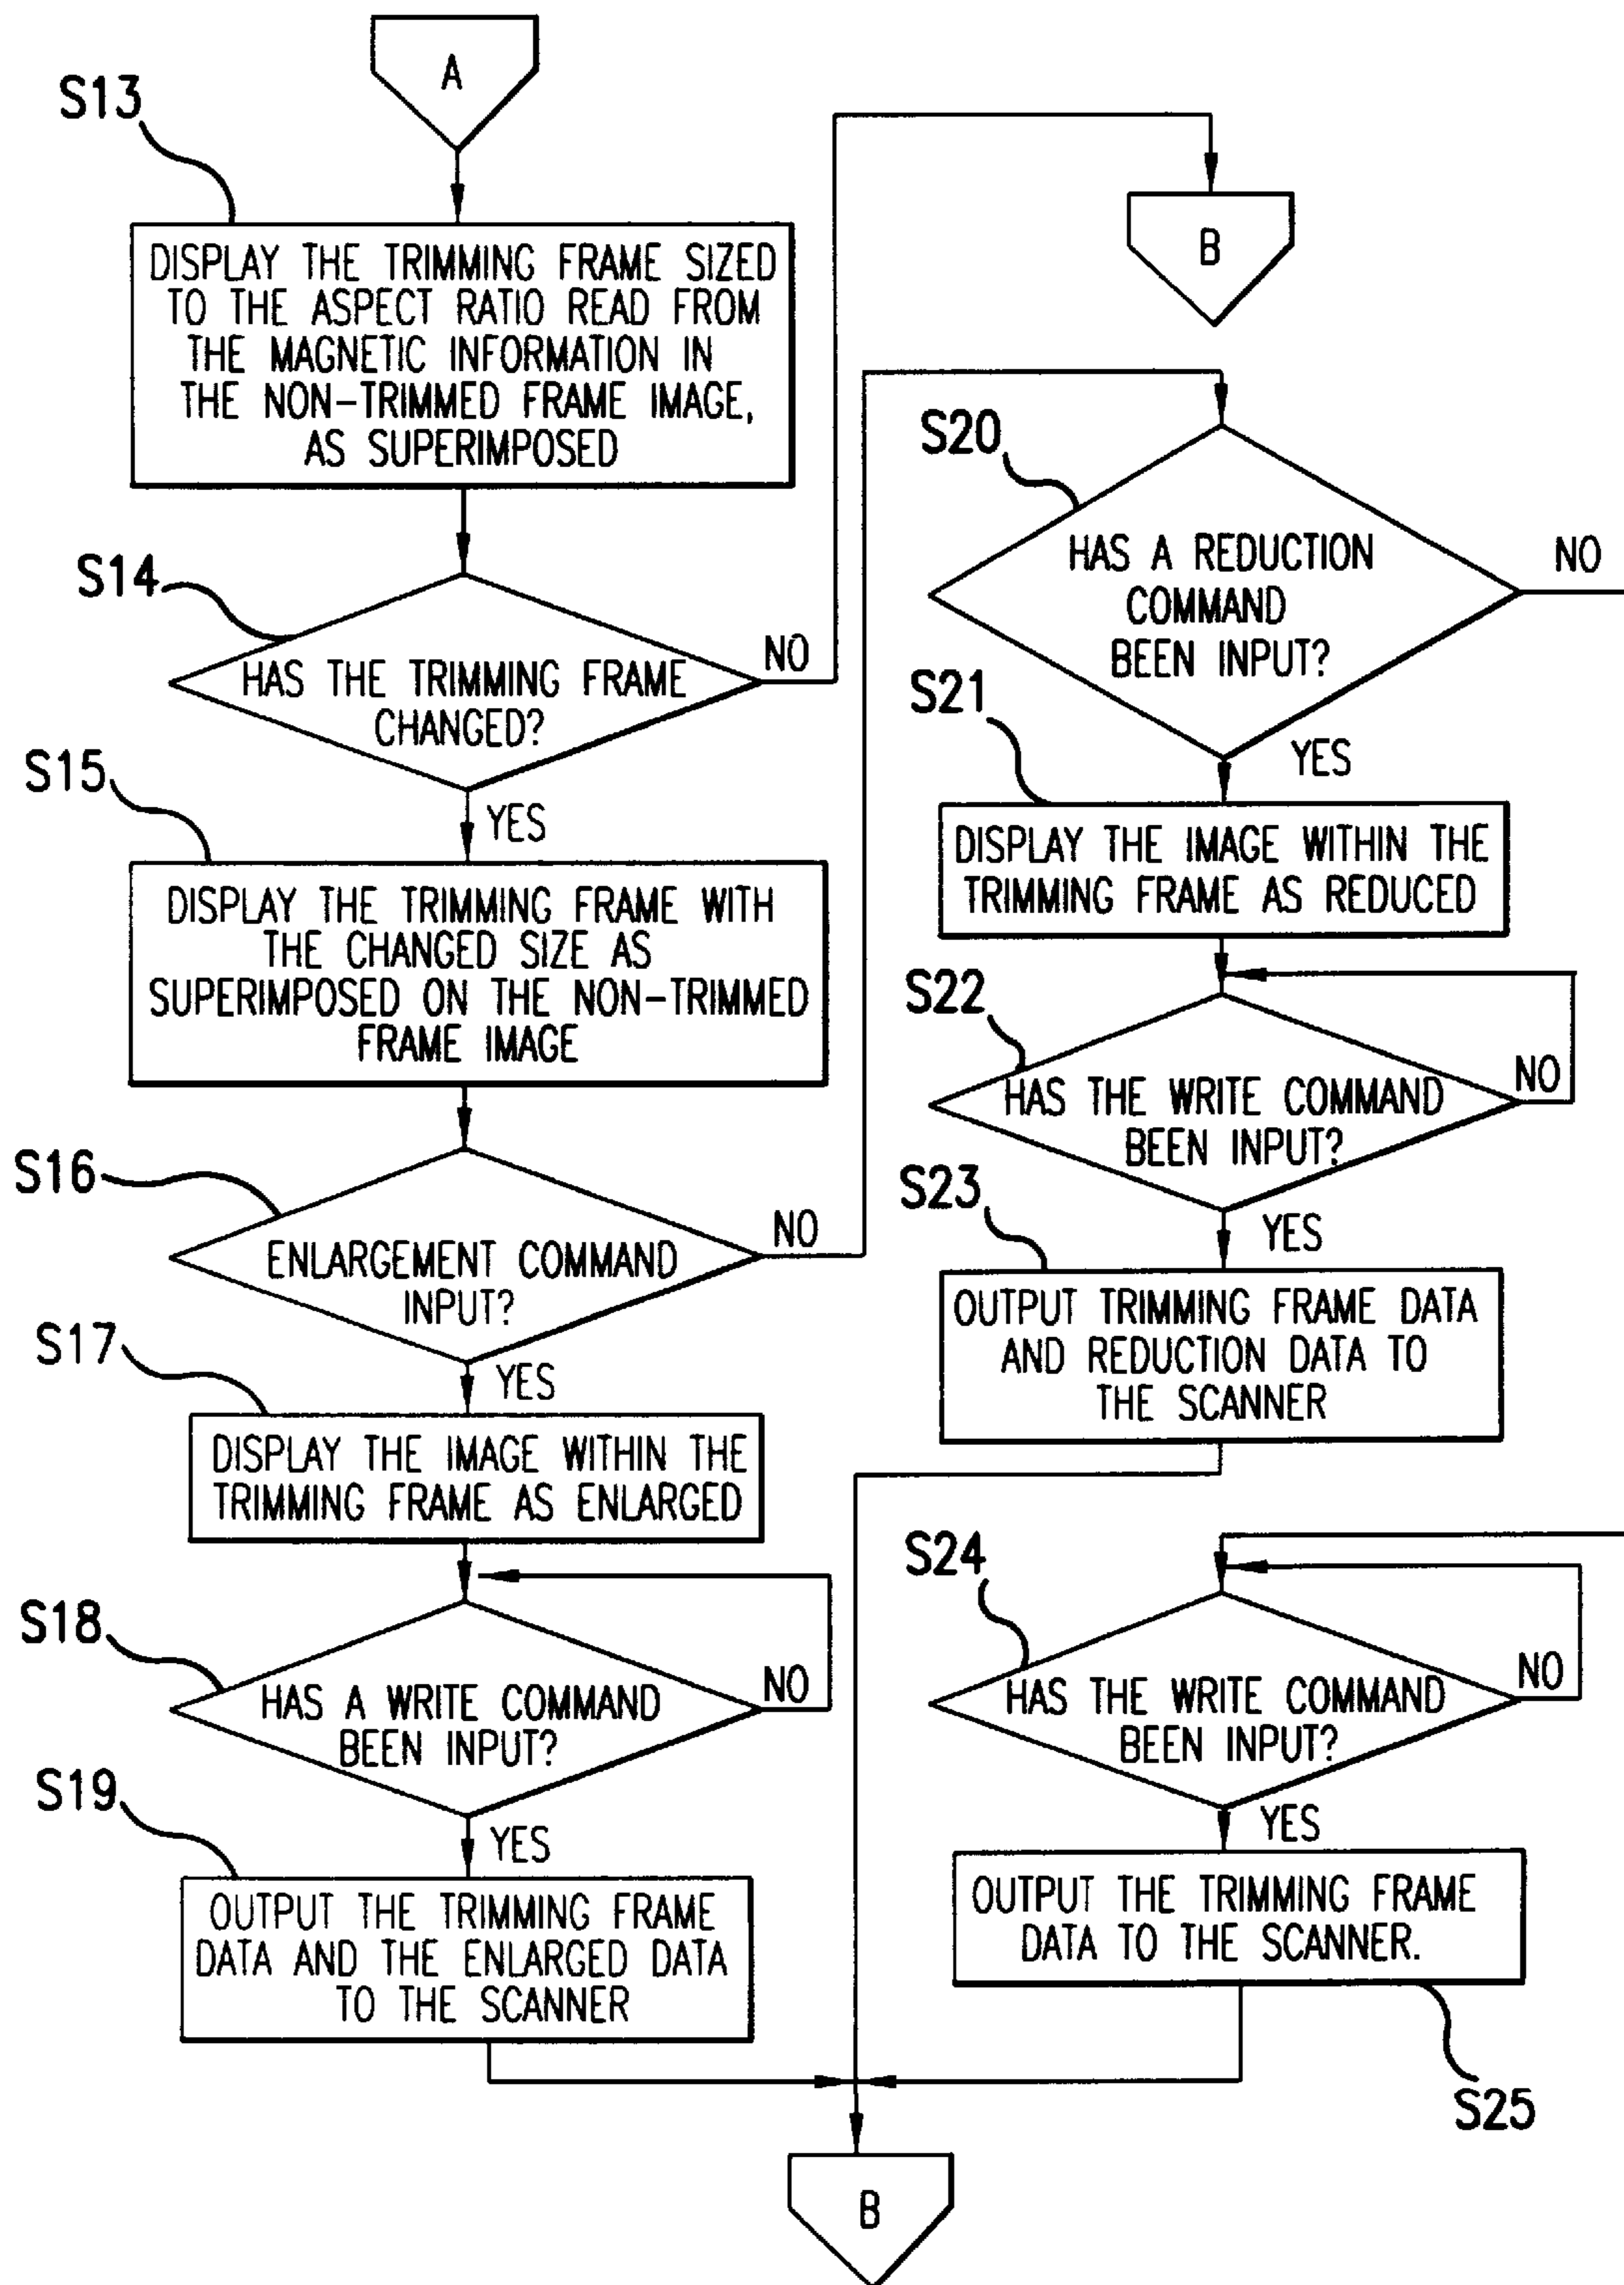 A
S13
DISPLAY THE TRIMMING FRAME SIZED
TO THE ASPECT RATIO READ FROM
THE MAGNETIC INFORMATION IN
THE NON-TRIMMED FRAME IMAGE,
AS SUPERIMPOSED
S14
HAS THE TRIMMING FRAME
CHANGED?
NO
YES
S15
DISPLAY THE TRIMMING FRAME WITH
THE CHANGED SIZE AS
SUPERIMPOSED ON THE NON-TRIMMED
FRAME IMAGE
S16
ENLARGEMENT COMMAND
INPUT?
NO
YES
S17
DISPLAY THE IMAGE WITHIN THE
TRIMMING FRAME AS ENLARGED
S18
HAS A WRITE COMMAND
BEEN INPUT?
NO
YES
S19
OUTPUT THE TRIMMING FRAME
DATA AND THE ENLARGED DATA
TO THE SCANNER
B
S20
HAS A REDUCTION
COMMAND
BEEN INPUT?
NO
YES
S21
DISPLAY THE IMAGE WITHIN THE
TRIMMING FRAME AS REDUCED
S22
HAS THE WRITE COMMAND
BEEN INPUT?
NO
YES
S23
OUTPUT TRIMMING FRAME DATA
AND REDUCTION DATA TO
THE SCANNER
S24
HAS THE WRITE COMMAND
BEEN INPUT?
NO
YES
OUTPUT THE TRIMMING FRAME
DATA TO THE SCANNER.
S25
B